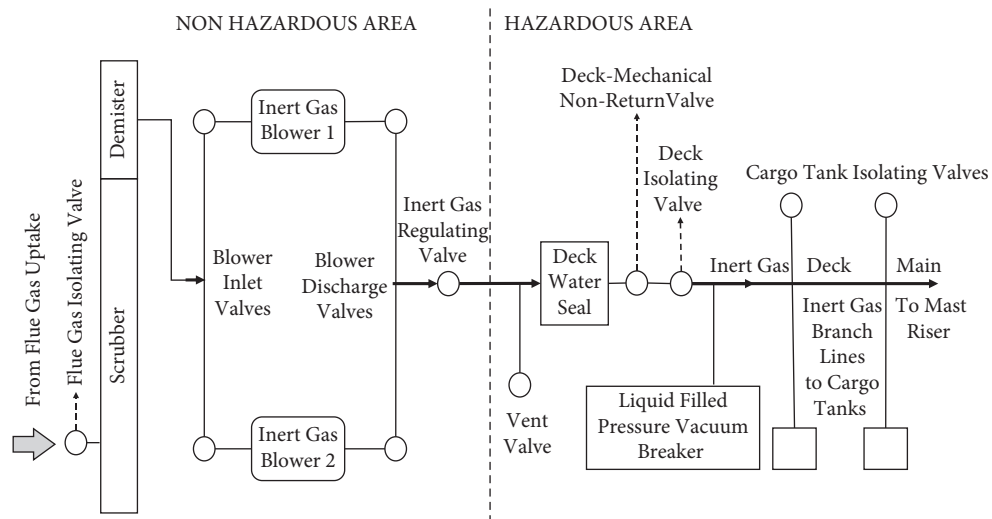 NON HAZARDOUS AREA
HAZARDOUS AREA
From Flue Gas Uptake
Flue Gas Isolating Valve
Demister
Scrubber
Inert Gas
Blower 1
Blower
Inlet
Valves
Blower
Discharge
Valves
Inert Gas
Blower 2
Inert Gas
Regulating
Valve
Vent
Valve
Deck-Mechanical
Non-ReturnValve
Deck
Isolating
Valve
Deck
Water
Seal
Liquid Filled
Pressure Vacuum
Breaker
Cargo Tank Isolating Valves
Inert Gas Deck Main
Inert Gas
Branch
Lines
to Cargo
Tanks
To Mast
Riser